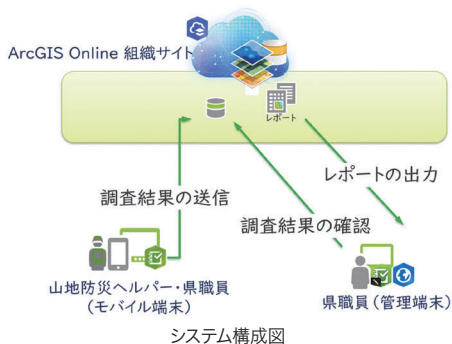 ArcGIS Online 組織サイト
レポート
レポートの出力
調査結果の送信
調査結果の確認
山地防災ヘルパー・県職員
（モバイル端末）
県職員（管理端末）
システム構成図